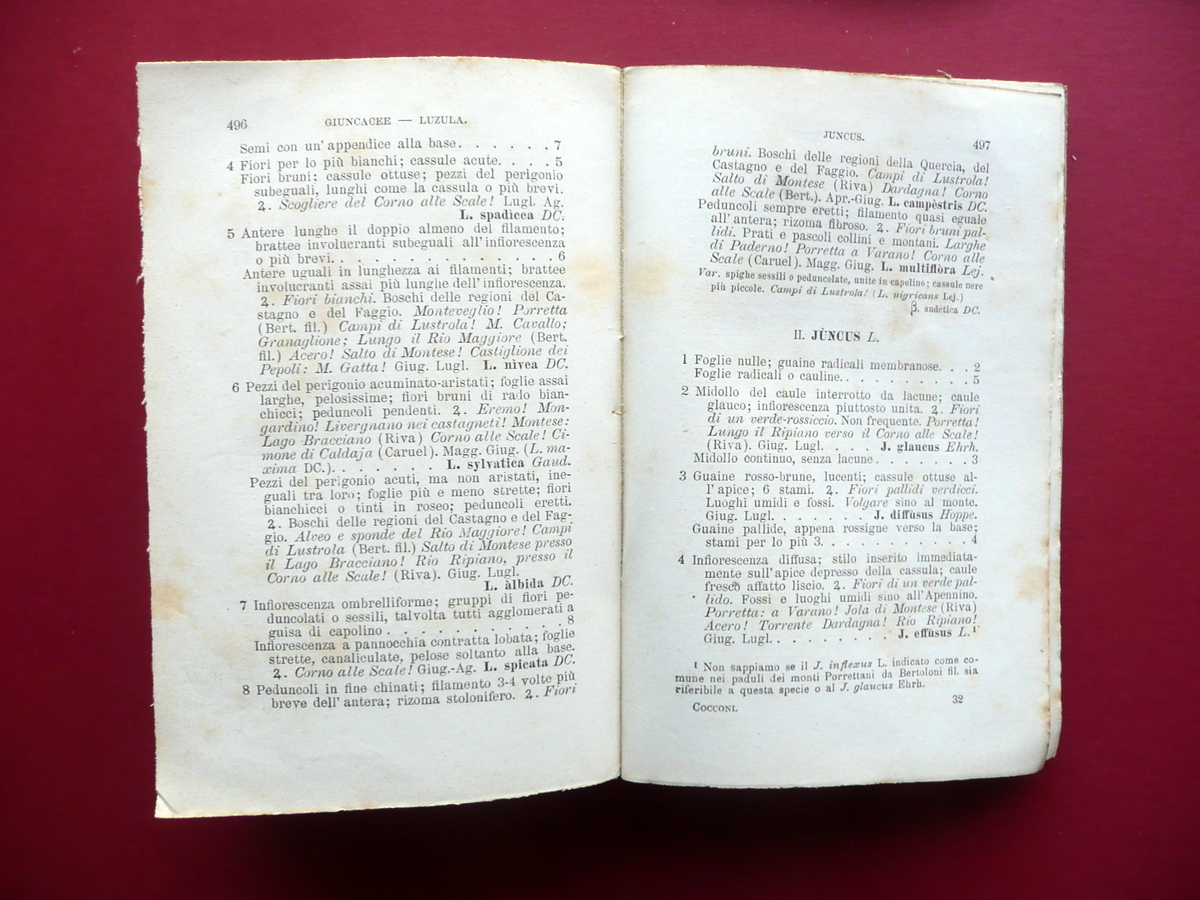 496 GIUNCACEE — LUZULA.
Semi con un' appendice alla base. . . . . . 7
4 Fiori per lo più bianchi; cassule acute. . . . 5
Fiori bruni; cassule ottuse; pezzi del perigonio
subeguali, lunghi come la cassula o più brevi.
♃. Scogliere del Corno alle Scale! Lugl. Ag.
L. spadicea DC.
5 Antere lunghe il doppio almeno del filamento;
brattee involucranti subeguali all'infiorescenza
o più brevi. . . . . . . . . . . . . . 6
Antere uguali in lunghezza ai filamenti; brattee
involucranti assai più lunghe dell'infiorescenza.
♃. Fiori bianchi. Boschi delle regioni del Ca-
stagno e del Faggio. Monteveglio! Porretta
(Bert. fil.) Campi di Lustrola! M. Cavallo;
Granaglione; Lungo il Rio Maggiore (Bert.
fil.) Acero! Salto di Montese! Castiglione dei
Pepoli: M. Gatta! Giug. Lugl. L. nìvea DC.
6 Pezzi del perigonio acuminato-aristati; foglie assai
larghe, pelosissime; fiori bruni di rado bian-
chicci; peduncoli pendenti. ♃. Eremo! Mon-
gardino! Livergnano nei castagneti! Montese:
Lago Bracciano (Riva) Corno alle Scale! Ci-
mone di Caldaja (Caruel). Magg. Giug. (L. ma-
xima DC.). . . . . . . L. sylvatica Gaud.
Pezzi del perigonio acuti, ma non aristati, ine-
guali tra loro; foglie più e meno strette; fiori
bianchicci o tinti in roseo; peduncoli eretti.
♃. Boschi delle regioni del Castagno e del Fag-
gio. Alveo e sponde del Rio Maggiore! Campi
di Lustrola (Bert. fil.) Salto di Montese presso
il Lago Bracciano! Rio Ripiano, presso il
Corno alle Scale! (Riva). Giug. Lugl.
L. àlbida DC.
7 Infiorescenza ombrelliforme; gruppi di fiori pe-
duncolati o sessili, talvolta tutti agglomerati a
guisa di capolino . . . . . . . . . . . 8
Infiorescenza a pannocchia contratta lobata; foglie
strette, canaliculate, pelose soltanto alla base.
♃. Corno alle Scale! Giug.-Ag. L. spicata DC.
8 Peduncoli in fine chinati; filamento 3-4 volte più
breve dell' antera; rizoma stolonifero. ♃. Fiori
JUNCUS. 497
bruni. Boschi delle regioni della Quercia, del
Castagno e del Faggio. Campi di Lustrola!
Salto di Montese (Riva) Dardagna! Corno
alle Scale (Bert.). Apr.-Giug. L. campèstris DC.
Peduncoli sempre eretti; filamento quasi eguale
all'antera; rizoma fibroso. ♃. Fiori bruni pal-
lidi. Prati e pascoli collini e montani. Larghe
di Paderno! Porretta a Varano! Corno alle
Scale (Caruel). Magg. Giug. L. multiflòra Lej.
Var. spighe sessili o peduncolate, unite in capolino; cassule nere
più piccole. Campi di Lustrola! (L. nigricans Lej.)
β. sudetica DC.
II. JÙNCUS L.
1 Foglie nulle; guaine radicali membranose. . . 2
Foglie radicali o cauline. . . . . . . . . . 5
2 Midollo del caule interrotto da lacune; caule
glauco; infiorescenza piuttosto unita. ♃. Fiori
di un verde-rossiccio. Non frequente. Porretta!
Lungo il Ripiano verso il Corno alle Scale!
(Riva). Giug. Lugl. . . . J. glaucus Ehrh.
Midollo continuo, senza lacune . . . . . . . 3
3 Guaine rosso-brune, lucenti; cassule ottuse al-
l'apice; 6 stami. ♃. Fiori pallidi verdicci.
Luoghi umidi e fossi. Volgare sino al monte.
Giug. Lugl. . . . . . . J. diffùsus Hoppe.
Guaine pallide, appena rossigne verso la base;
stami per lo più 3. . . . . . . . . . . 4
4 Infiorescenza diffusa; stilo inserito immediata-
mente sull'apice depresso della cassula; caule
fresco affatto liscio. ♃. Fiori di un verde pal-
lido. Fossi e luoghi umidi sino all'Apennino.
Porretta: a Varano! Jola di Montese (Riva)
Acero! Torrente Dardagna! Rio Ripiano!
Giug. Lugl. . . . . . . . . J. effùsus L.¹
¹ Non sappiamo se il J. inflexus L. indicato come co-
mune nei paduli dei monti Porrettani da Bertoloni fil. sia
riferibile a questa specie o al J. glaucus Ehrh.
COCCONI. 32